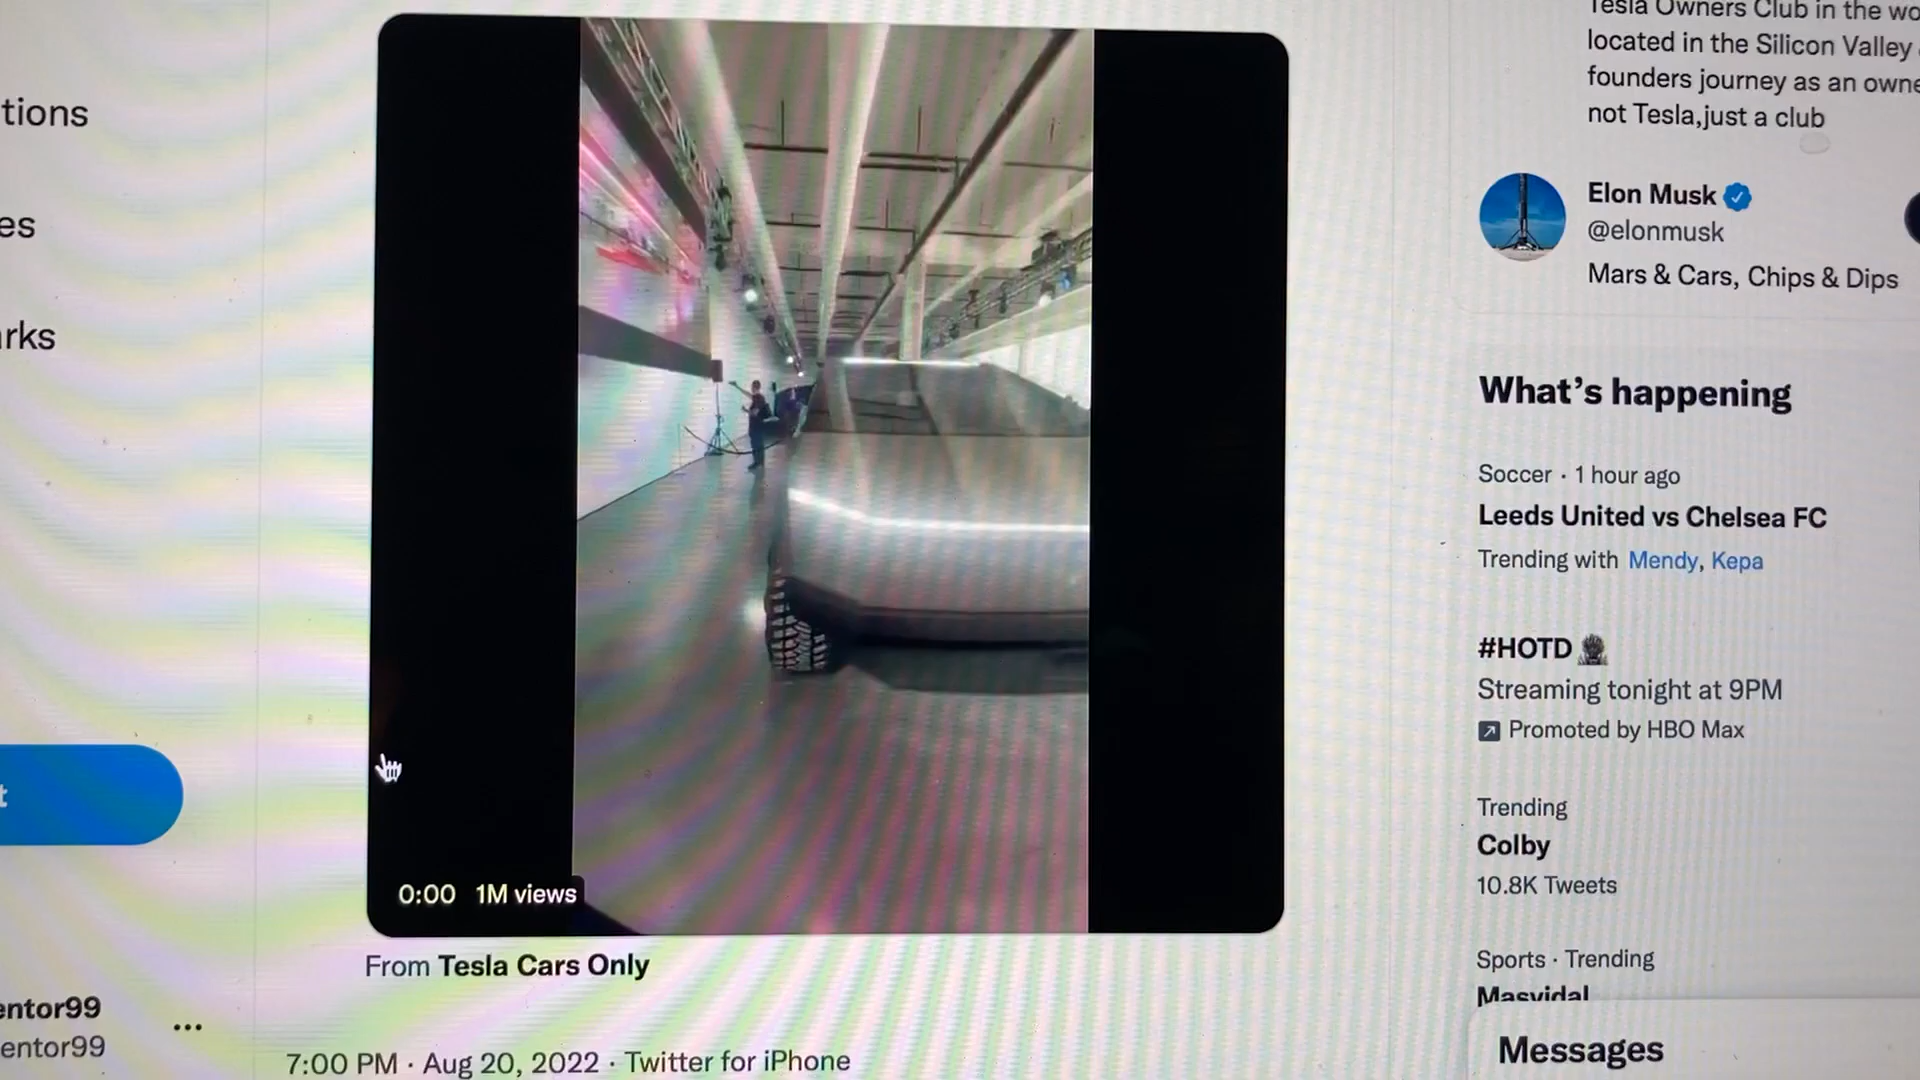 tions
es
arks
t
0:00 1M views
From Tesla Cars Only
entor99
entor99
7:00 PM · Aug 20, 2022 · Twitter for iPhone
Tesla Owners Club in the wo
located in the Silicon Valley
founders journey as an owne
not Tesla,just a club
Elon Musk
@elonmusk
Mars & Cars, Chips & Dips
What's happening
Soccer · 1 hour ago
Leeds United vs Chelsea FC
Trending with Mendy, Kepa
#HOTD
Streaming tonight at 9PM
Promoted by HBO Max
Trending
Colby
10.8K Tweets
Sports · Trending
Masvidal
Messages